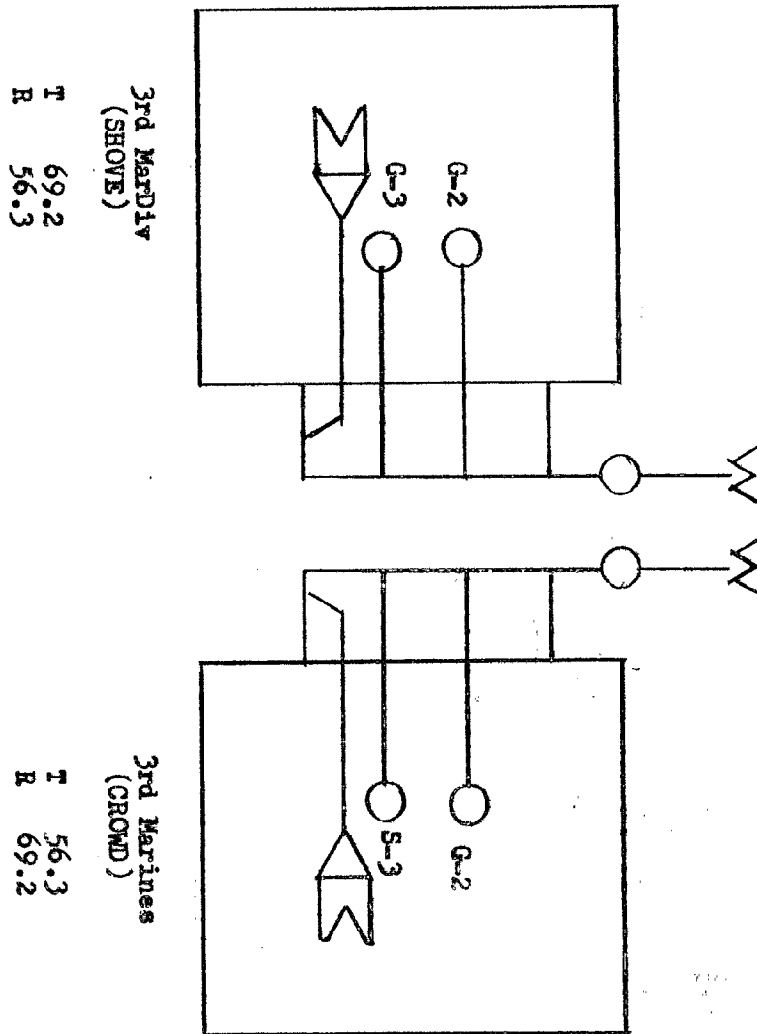 3rd MarDiv
(SHOVE)
T 69.2
R 56.3
G-3
G-2
3rd Marines
(CROWD)
T 56.3
R 69.2
S-3
G-2